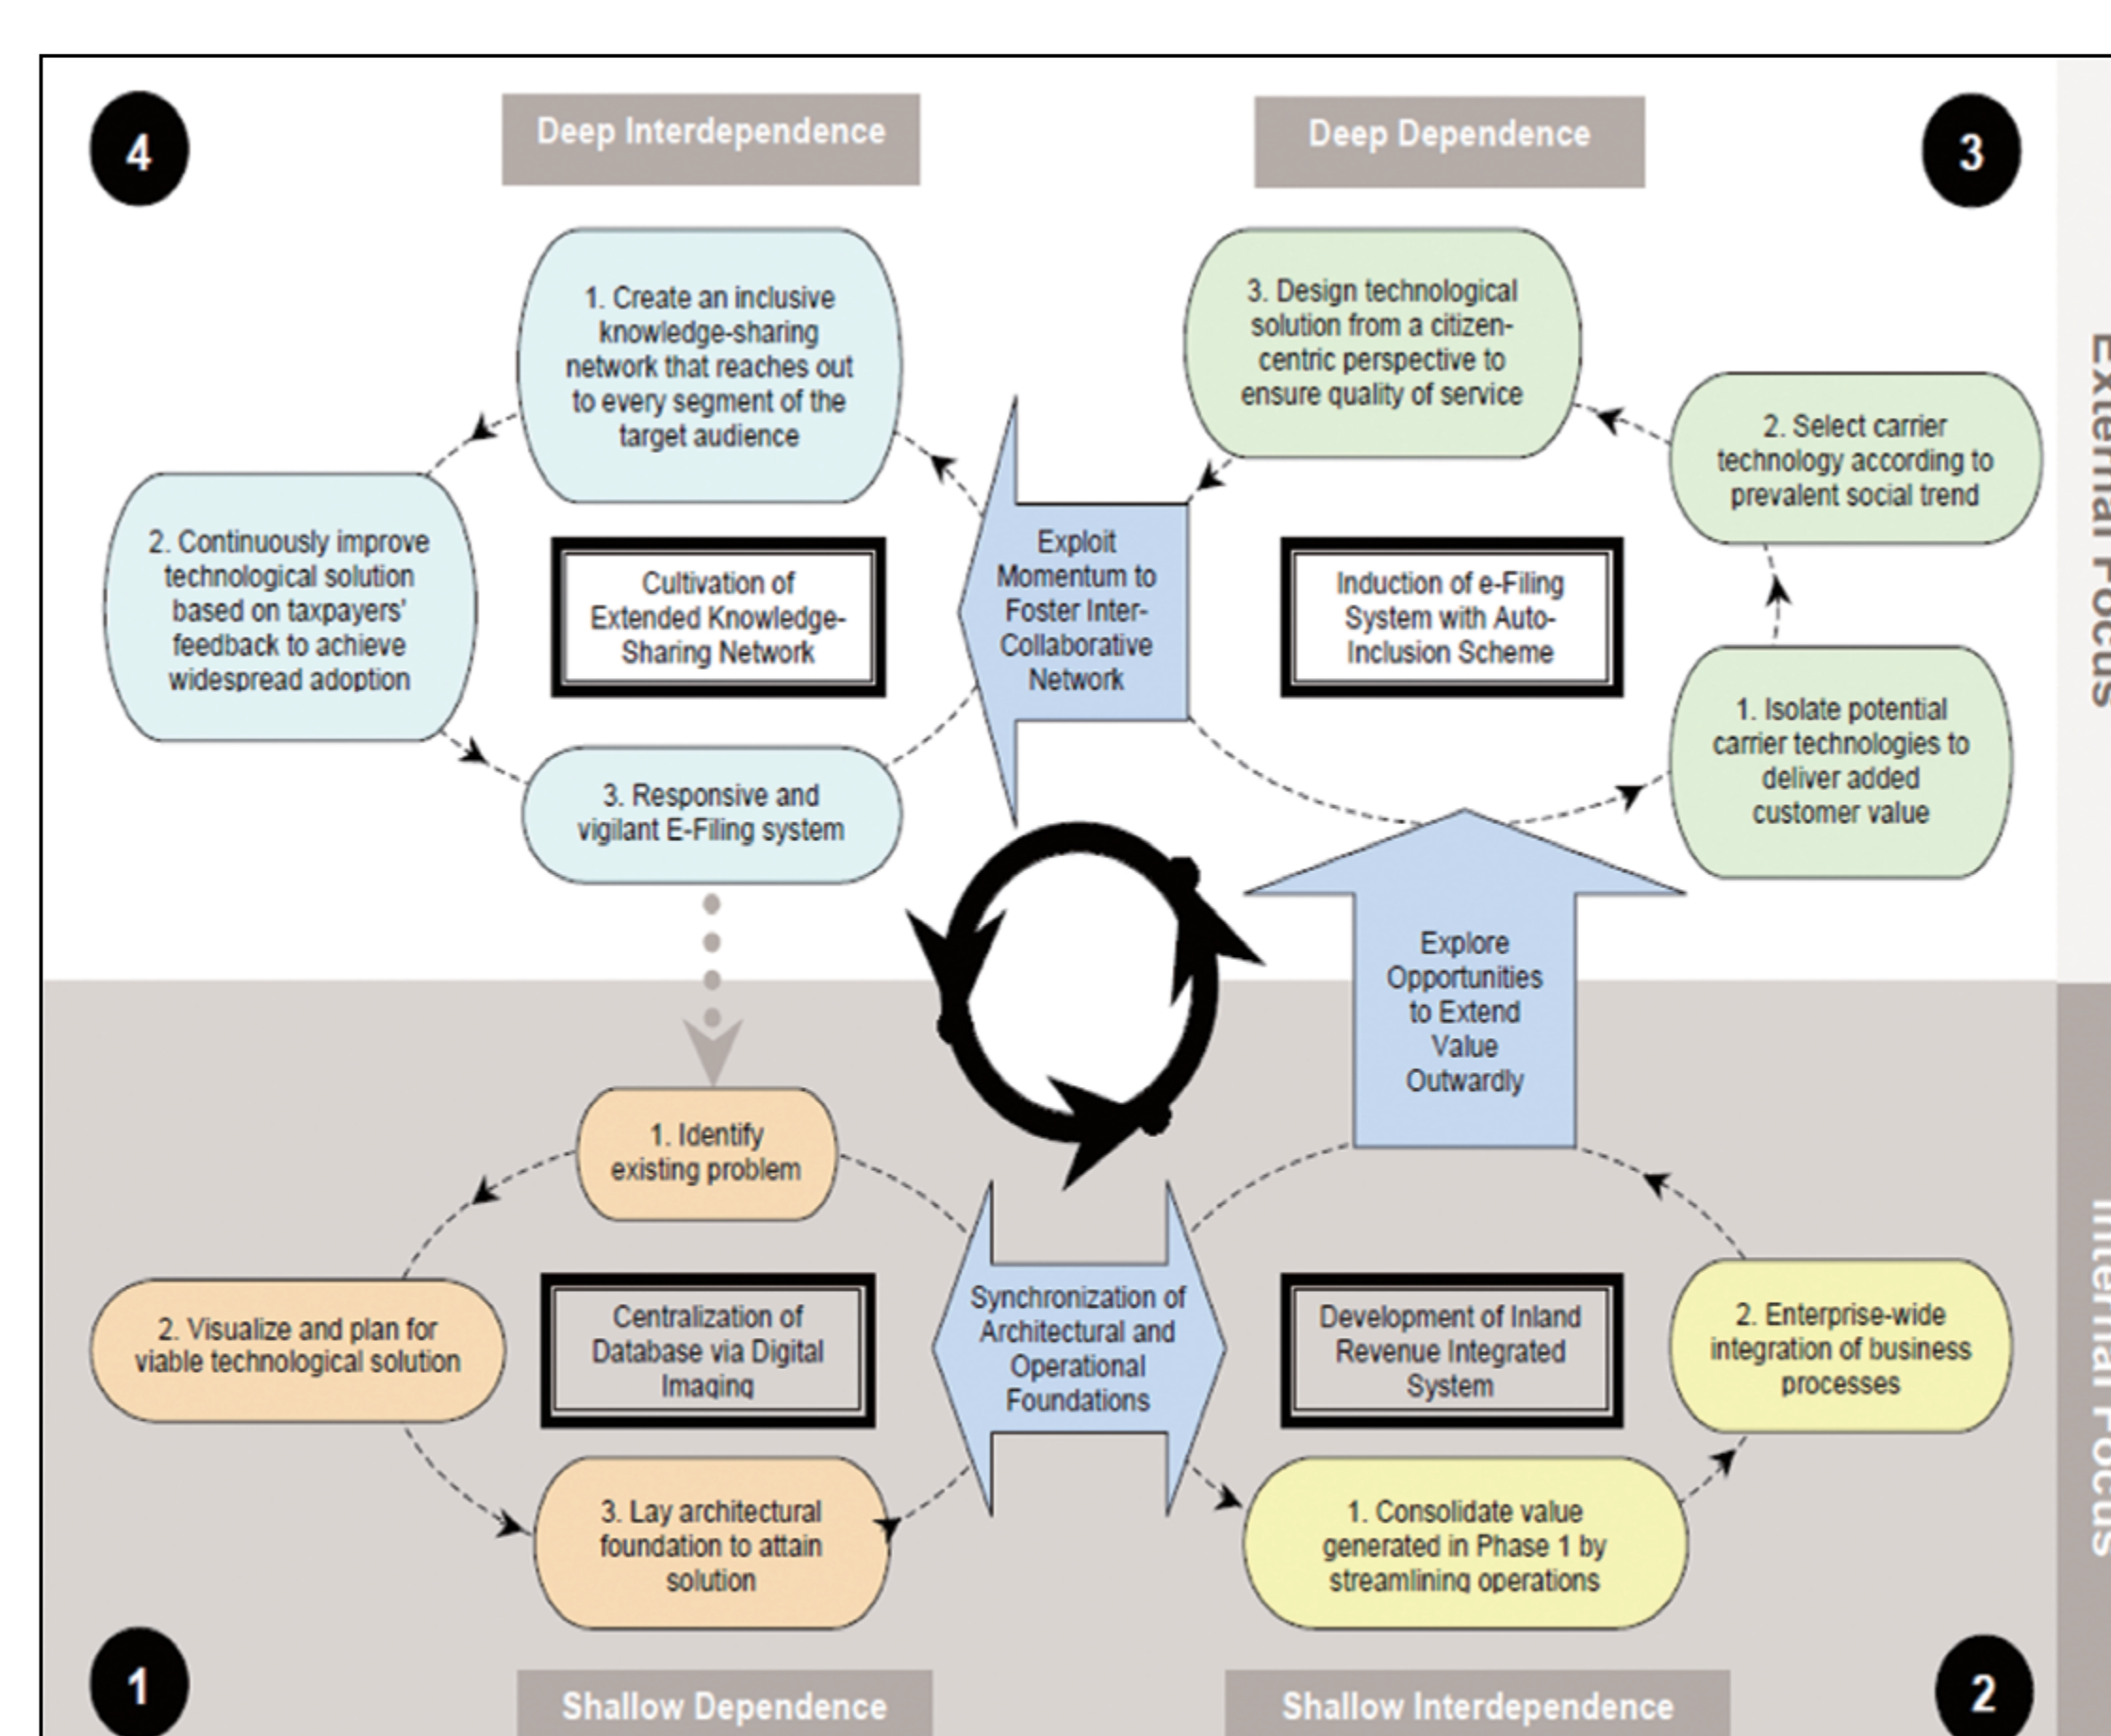 4
Deep Interdependence
Deep Dependence
3
1. Create an inclusive
knowledge-sharing
network that reaches out
to every segment of the
target audience
3. Design technological
solution from a citizen-
centric perspective to
ensure quality of service
2. Select carrier
technology according to
prevalent social trend
2. Continuously improve
technological solution
based on taxpayers'
feedback to achieve
widespread adoption
Cultivation of
Extended Knowledge-
Sharing Network
Exploit
Momentum to
Foster Inter-
Collaborative
Network
Induction of e-Filing
System with Auto-
Inclusion Scheme
1. Isolate potential
carrier technologies to
deliver added
customer value
3. Responsive and
vigilant E-Filing system
External Focus
Explore
Opportunities
to Extend
Value
Outwardly
1. Identify
existing problem
2. Visualize and plan for
viable technological solution
Centralization of
Database via Digital
Imaging
Synchronization of
Architectural and
Operational
Foundations
Development of Inland
Revenue Integrated
System
2. Enterprise-wide
integration of business
processes
3. Lay architectural
foundation to attain
solution
1. Consolidate value
generated in Phase 1 by
streamlining operations
Internal Focus
1
Shallow Dependence
Shallow Interdependence
2